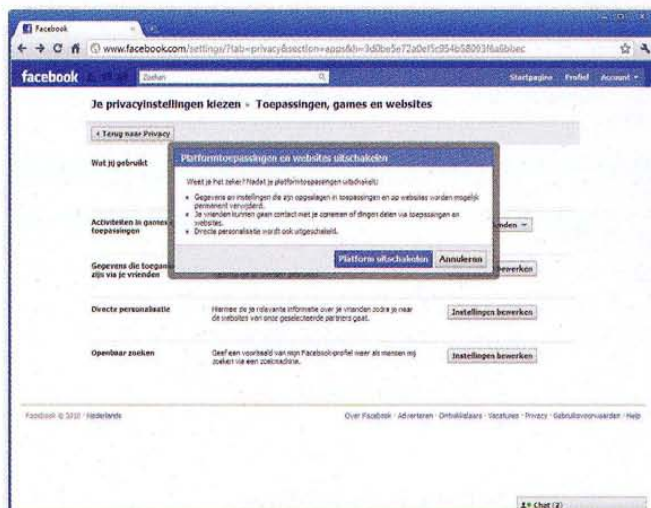 Facebook
www.facebook.com/settings/?tab=privacy&section=apps&h=
facebook
Zoeken
Startpagina Profiel Account
Je privacyinstellingen kiezen ▸ Toepassingen, games en websites
Terug naar Privacy
Wat jij gebruikt
Platformtoepassingen en websites uitschakelen
Weet je het zeker? Nadat je platformtoepassingen uitschakelt:
Gegevens en instellingen die zijn opgeslagen in toepassingen en op websites worden mogelijk
permanent verwijderd.
Je vrienden kunnen geen contact met je opnemen of dingen delen via toepassingen en
websites.
Directe personalisatie wordt ook uitgeschakeld.
Platform uitschakelen Annuleren
Activiteiten in games
toepassingen
Gegevens die toegan
zijn via je vrienden
bewerken
Directe personalisatie
Hiermee zie je relevante informatie over je vrienden zodra je naar
de websites van onze geselecteerde partners gaat.
Instellingen bewerken
Openbaar zoeken
Geef een voorbeeld van mijn Facebook-profiel weer als mensen mij
zoeken via een zoekmachine.
Instellingen bewerken
Facebook © 2010 · Nederlands
Over Facebook · Adverteren · Ontwikkelaars · Vacatures · Privacy · Gebruiksvoorwaarden · Help
Chat (2)